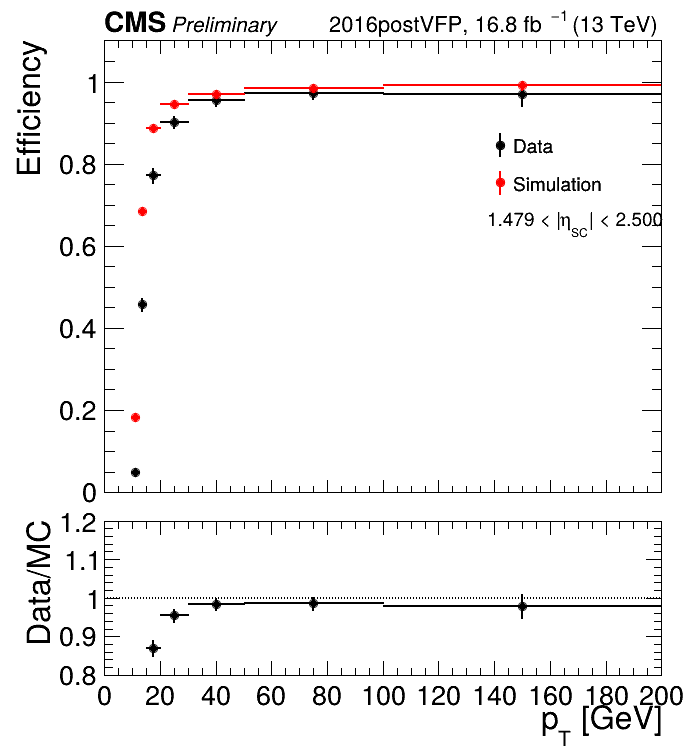 CMS Preliminary 2016postVFP, 16.8 fb⁻¹ (13 TeV)
Efficiency
1
0.8
0.6
0.4
0.2
0
Data
Simulation
1.479 < |η_SC| < 2.500
Data/MC
1.2
1.1
1
0.9
0.8
0 20 40 60 80 100 120 140 160 180 200
p_T [GeV]